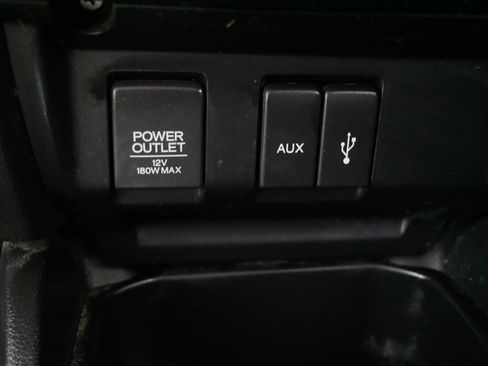 POWER
OUTLET
12V
180W MAX
AUX